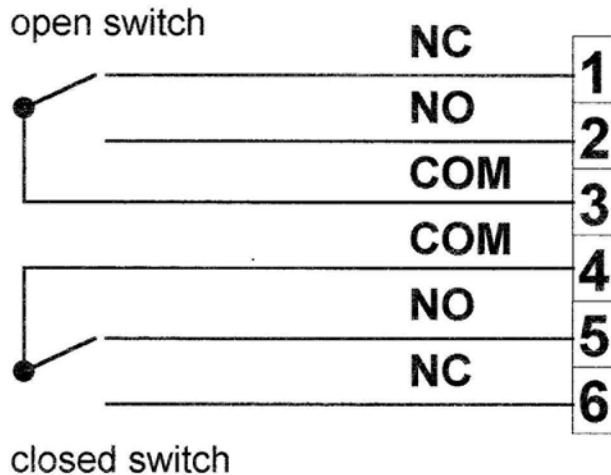 open switch
NC 1
NO 2
COM 3
COM 4
NO 5
NC 6
closed switch